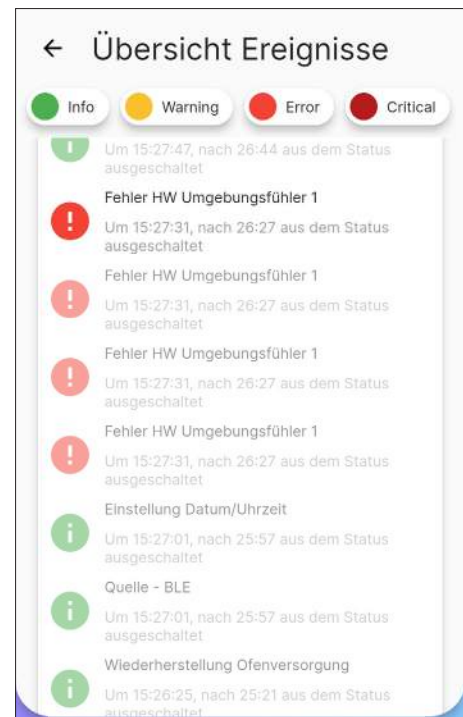 ← Übersicht Ereignisse
Info Warning Error Critical
Um 15:27:47, nach 26:44 aus dem Status
ausgeschaltet
Fehler HW Umgebungsfühler 1
Um 15:27:31, nach 26:27 aus dem Status
ausgeschaltet
Fehler HW Umgebungsfühler 1
Um 15:27:31, nach 26:27 aus dem Status
ausgeschaltet
Fehler HW Umgebungsfühler 1
Um 15:27:31, nach 26:27 aus dem Status
ausgeschaltet
Fehler HW Umgebungsfühler 1
Um 15:27:31, nach 26:27 aus dem Status
ausgeschaltet
Einstellung Datum/Uhrzeit
Um 15:27:01, nach 25:57 aus dem Status
ausgeschaltet
Quelle - BLE
Um 15:27:01, nach 25:57 aus dem Status
ausgeschaltet
Wiederherstellung Ofenversorgung
Um 15:26:25, nach 25:21 aus dem Status
ausgeschaltet